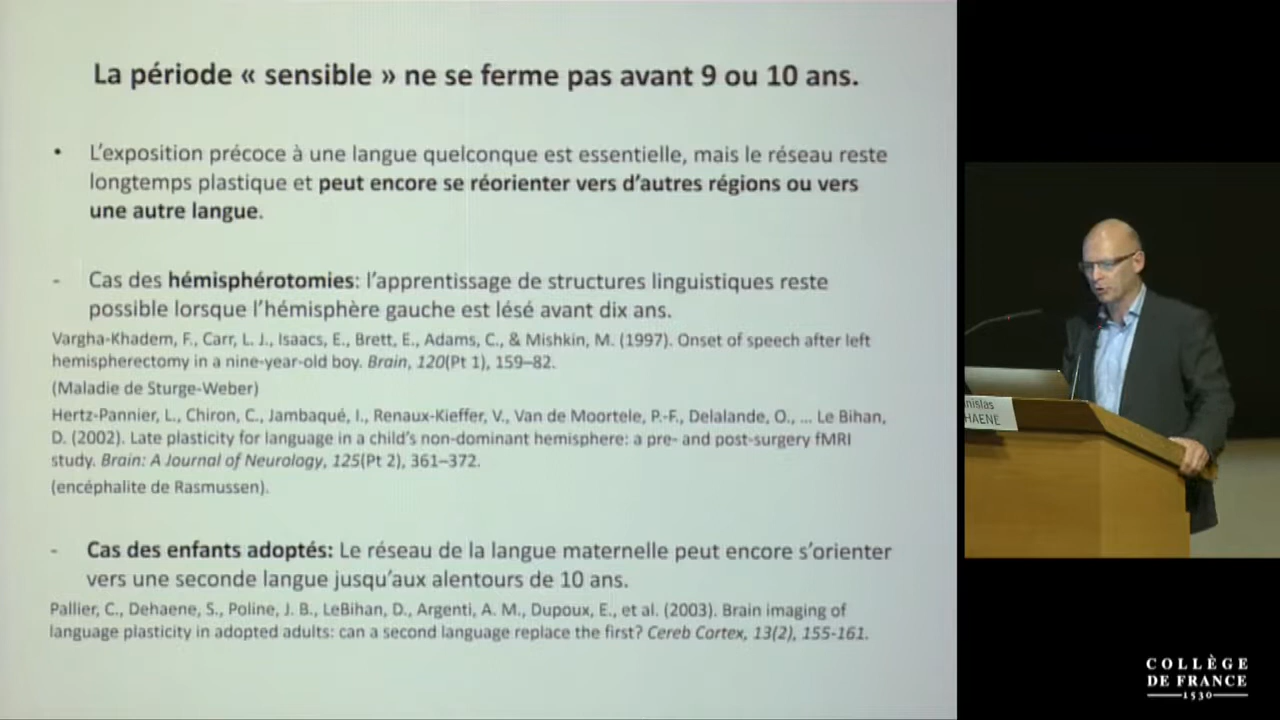 La période « sensible » ne se ferme pas avant 9 ou 10 ans.
• L'exposition précoce à une langue quelconque est essentielle, mais le réseau reste
longtemps plastique et peut encore se réorienter vers d'autres régions ou vers
une autre langue.
- Cas des hémisphérotomies: l'apprentissage de structures linguistiques reste
possible lorsque l'hémisphère gauche est lésé avant dix ans.
Vargha-Khadem, F., Carr, L. J., Isaacs, E., Brett, E., Adams, C., & Mishkin, M. (1997). Onset of speech after left
hemispherectomy in a nine-year-old boy. Brain, 120(Pt 1), 159–82.
(Maladie de Sturge-Weber)
Hertz-Pannier, L., Chiron, C., Jambaqué, I., Renaux-Kieffer, V., Van de Moortele, P.-F., Delalande, O., ... Le Bihan,
D. (2002). Late plasticity for language in a child's non-dominant hemisphere: a pre- and post-surgery fMRI
study. Brain: A Journal of Neurology, 125(Pt 2), 361–372.
(encéphalite de Rasmussen).
- Cas des enfants adoptés: Le réseau de la langue maternelle peut encore s'orienter
vers une seconde langue jusqu'aux alentours de 10 ans.
Pallier, C., Dehaene, S., Poline, J. B., LeBihan, D., Argenti, A. M., Dupoux, E., et al. (2003). Brain imaging of
language plasticity in adopted adults: can a second language replace the first? Cereb Cortex, 13(2), 155-161.
nislas
HAENE
COLLÈGE
DE FRANCE
1530